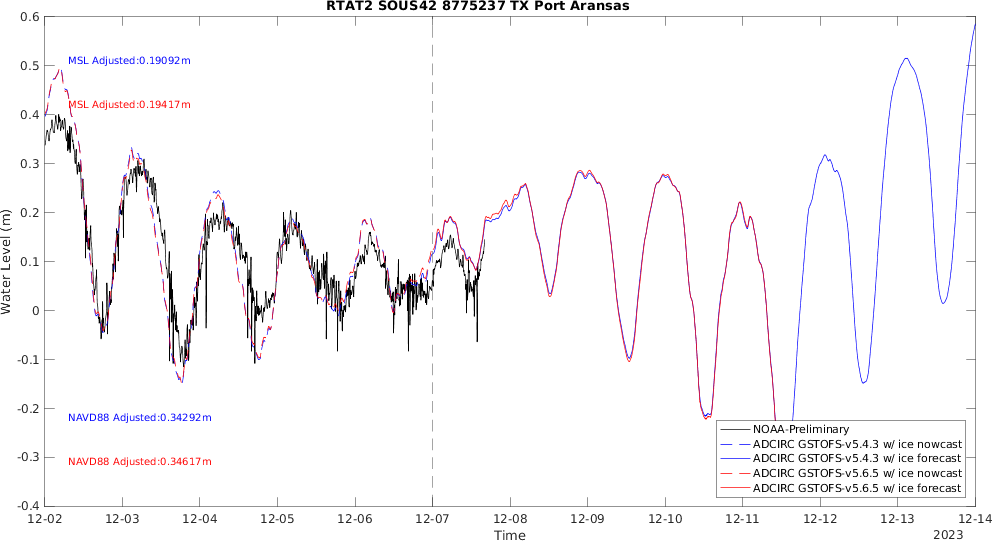 RTAT2 SOUS42 8775237 TX Port Aransas
0.6
0.5
0.4
0.3
0.2
0.1
0
-0.1
-0.2
-0.3
-0.4
Water Level (m)
MSL Adjusted:0.19092m
MSL Adjusted:0.19417m
NAVD88 Adjusted:0.34292m
NAVD88 Adjusted:0.34617m
NOAA-Preliminary
ADCIRC GSTOFS-v5.4.3 w/ ice nowcast
ADCIRC GSTOFS-v5.4.3 w/ ice forecast
ADCIRC GSTOFS-v5.6.5 w/ ice nowcast
ADCIRC GSTOFS-v5.6.5 w/ ice forecast
12-02 12-03 12-04 12-05 12-06 12-07 12-08 12-09 12-10 12-11 12-12 12-13 12-14
Time
2023